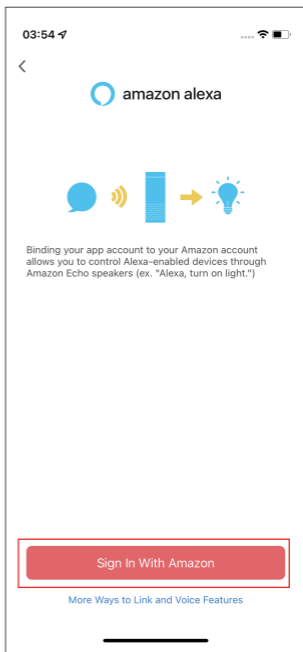 03:54
amazon alexa
Binding your app account to your Amazon account
allows you to control Alexa-enabled devices through
Amazon Echo speakers (ex. "Alexa, turn on light.")
Sign In With Amazon
More Ways to Link and Voice Features